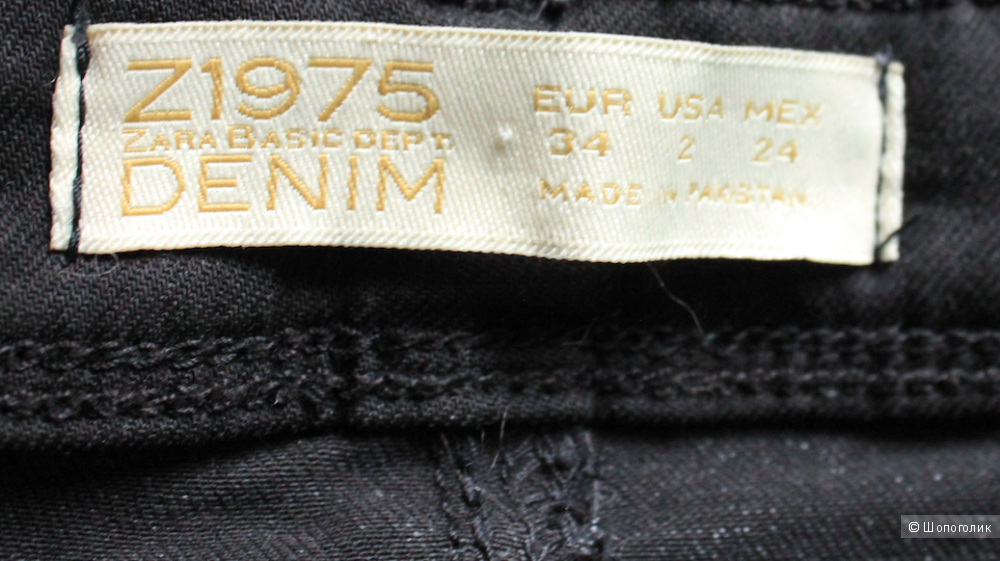 Z1975
ZARA BASIC DEPT.
DENIM
EUR USA MEX
34 2 24
MADE IN PAKISTAN
© Шопоголик